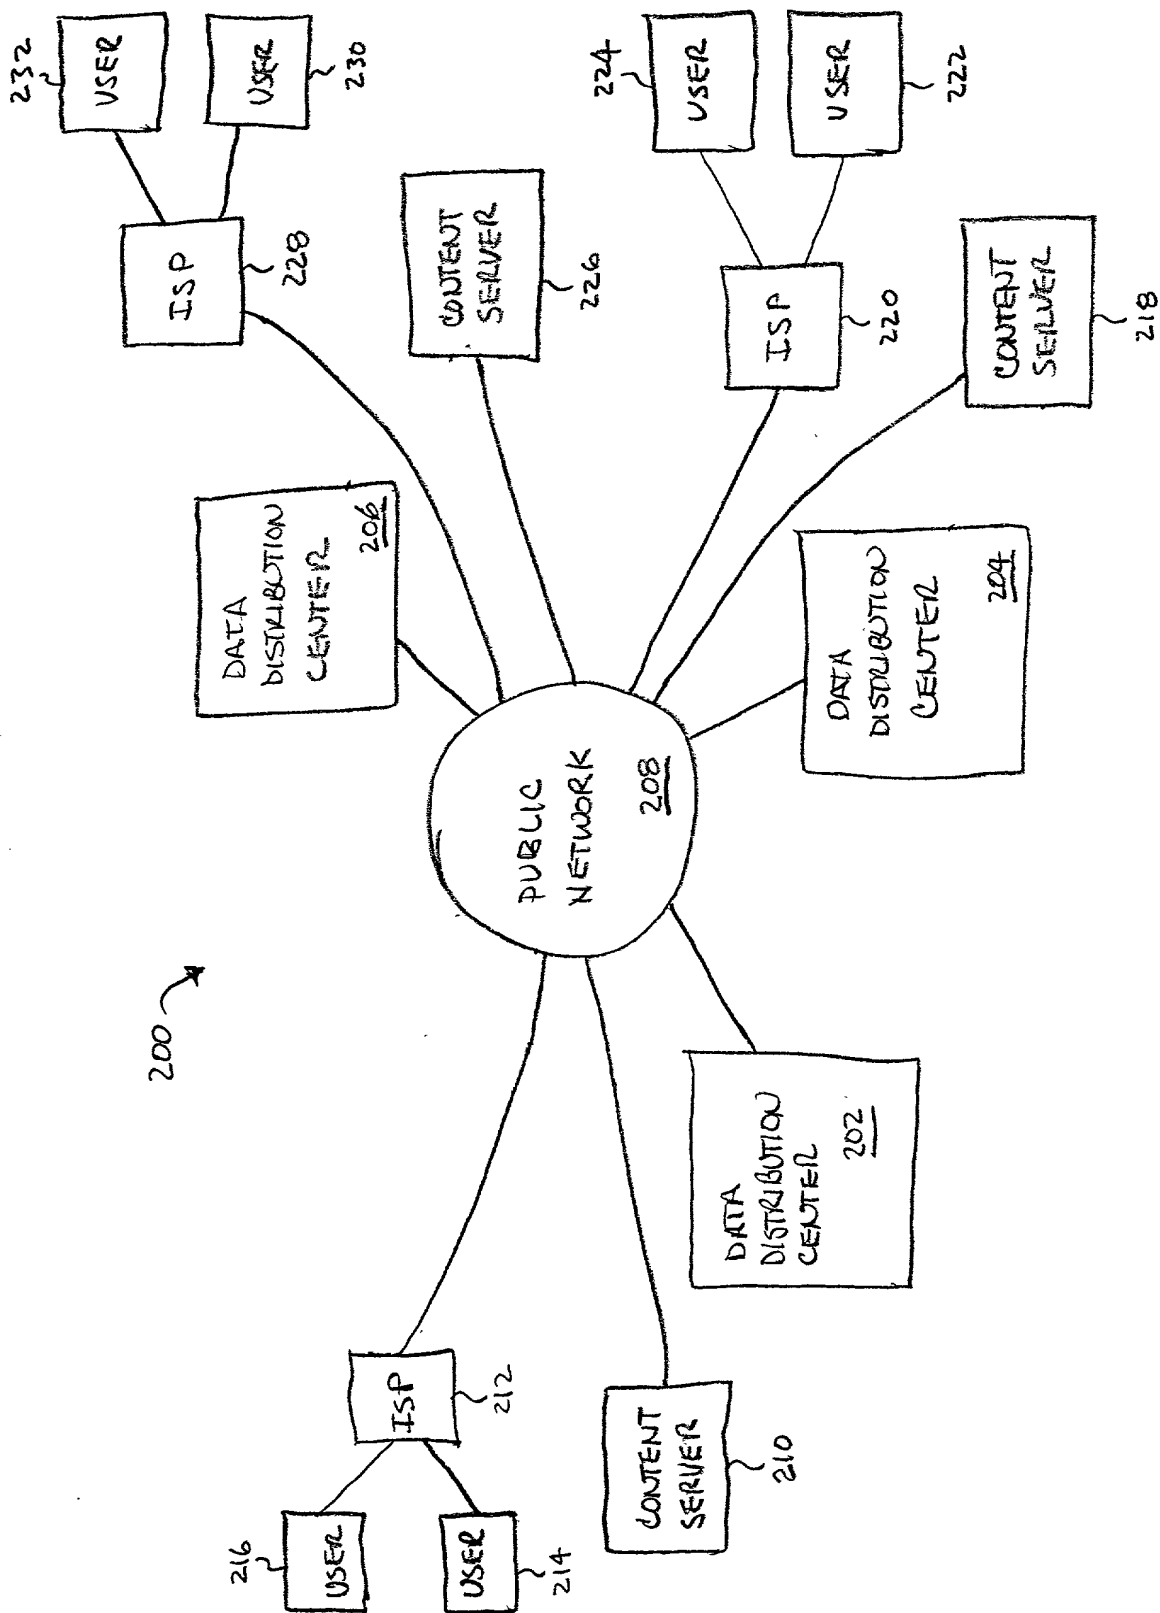 200
216
USER
USER
214
ISP
212
CONTENT
SERVER
210
DATA
DISTRIBUTION
CENTER
202
PUBLIC
NETWORK
208
DATA
DISTRIBUTION
CENTER
206
DATA
DISTRIBUTION
CENTER
204
ISP
228
232
USER
USER
230
CONTENT
SERVER
226
ISP
220
224
USER
USER
222
CONTENT
SERVER
218